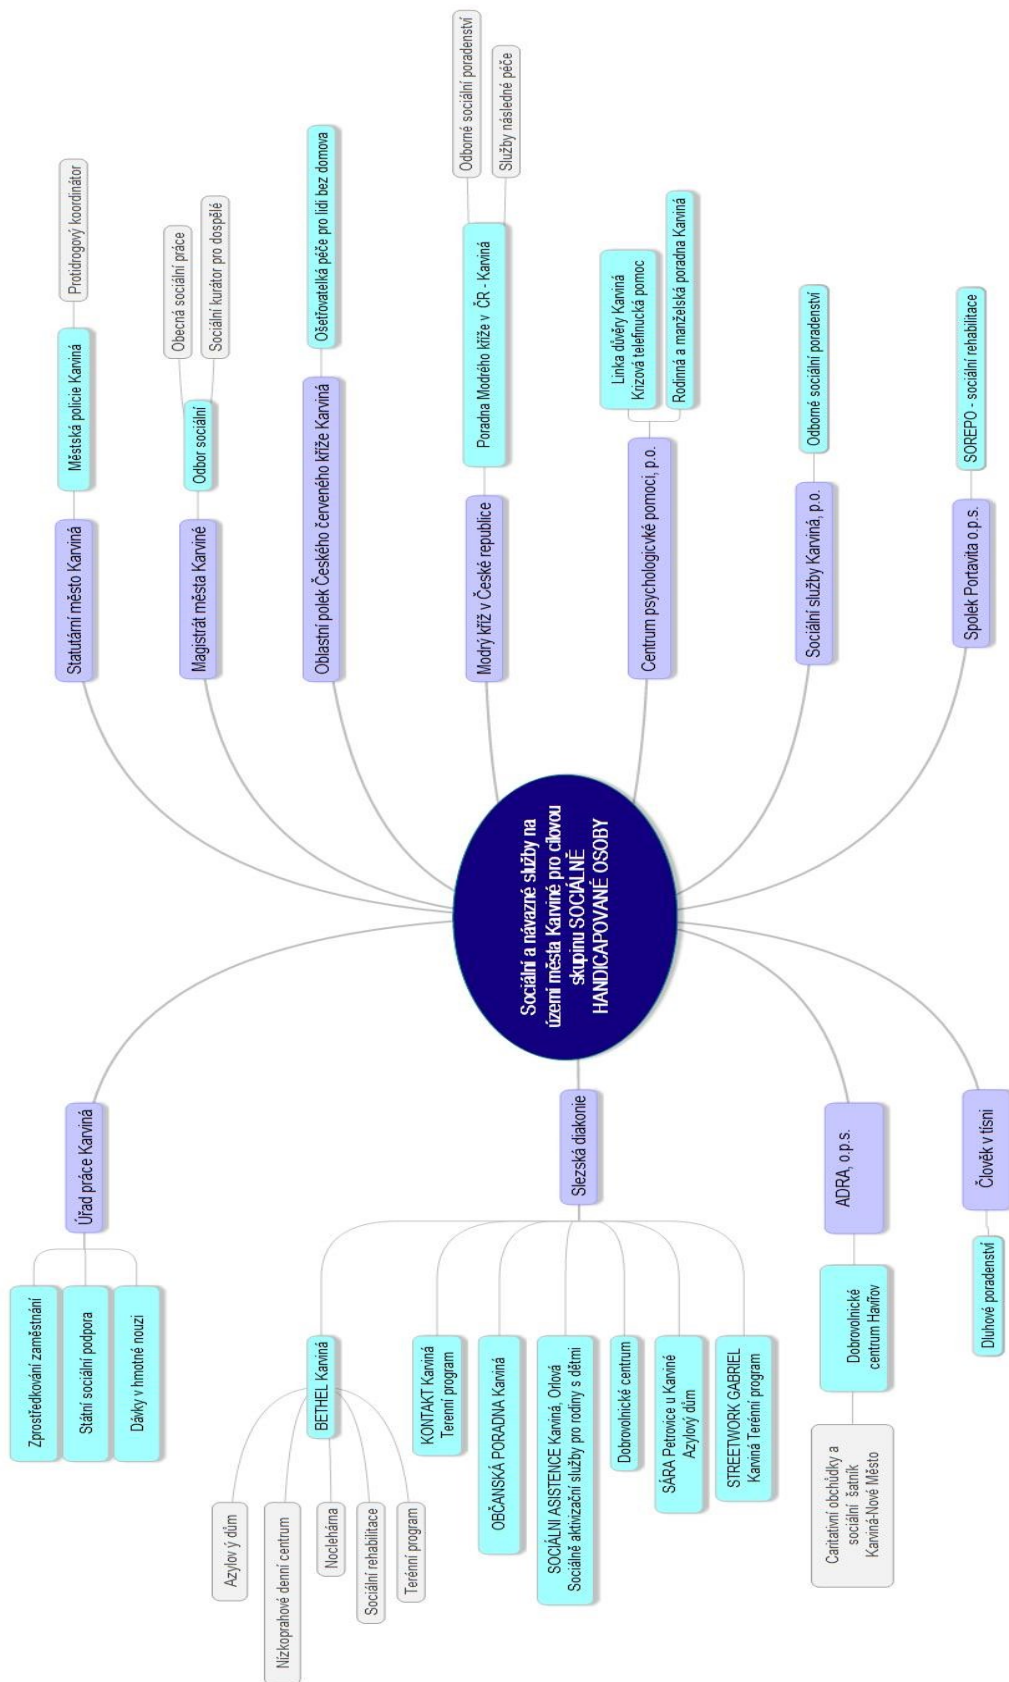 Sociální a návazné služby na
území města Karviné pro cílovou
skupinu SOCIÁLNĚ
HANDICAPOVANÉ OSOBY
Statutární město Karviná
Městská policie Karviná
Protidrogový koordinátor
Magistrát města Karviné
Odbor sociální
Obecná sociální práce
Sociální kurátor pro dospělé
Oblastní polek Českého červeného kříže Karviná
Ošetřovatelká péče pro lidi bez domova
Modrý kříž v České republice
Poradna Modrého kříže v ČR - Karviná
Odborné sociální poradenství
Služby následné péče
Centrum psychologicvké pomoci, p.o.
Linka důvěry Karviná
Krizová telefinucká pomoc
Rodinná a manželská poradna Karviná
Sociální služby Karviná, p.o.
Odborné sociální poradenství
Spolek Portavita o.p.s.
SOREPO - sociální rehabilitace
Úřad práce Karviná
Zprostředkování zaměstnání
Státní sociální podpora
Dávky v hmotné nouzi
Slezská diakonie
BETHEL Karviná
Azylov ý dům
Nízkoprahové denní centrum
Noclehárna
Sociální rehabilitace
Terénní program
KONTAKT Karviná
Terenní program
OBČANSKÁ PORADNA Karviná
SOCIÁLNI ASISTENCE Karviná, Orlová
Sociálně aktivizační služby pro rodiny s dětmi
Dobrovolnické centrum
SÁRA Petrovice u Karviné
Azylový dům
STREETWORK GABRIEL
Karviná Terénní program
ADRA, o.p.s.
Dobrovolnické
centrum Havířov
Caritativní obchůdky a
sociální šatník
Karviná-Nové Město
Člověk v tísni
Dluhové poradenství